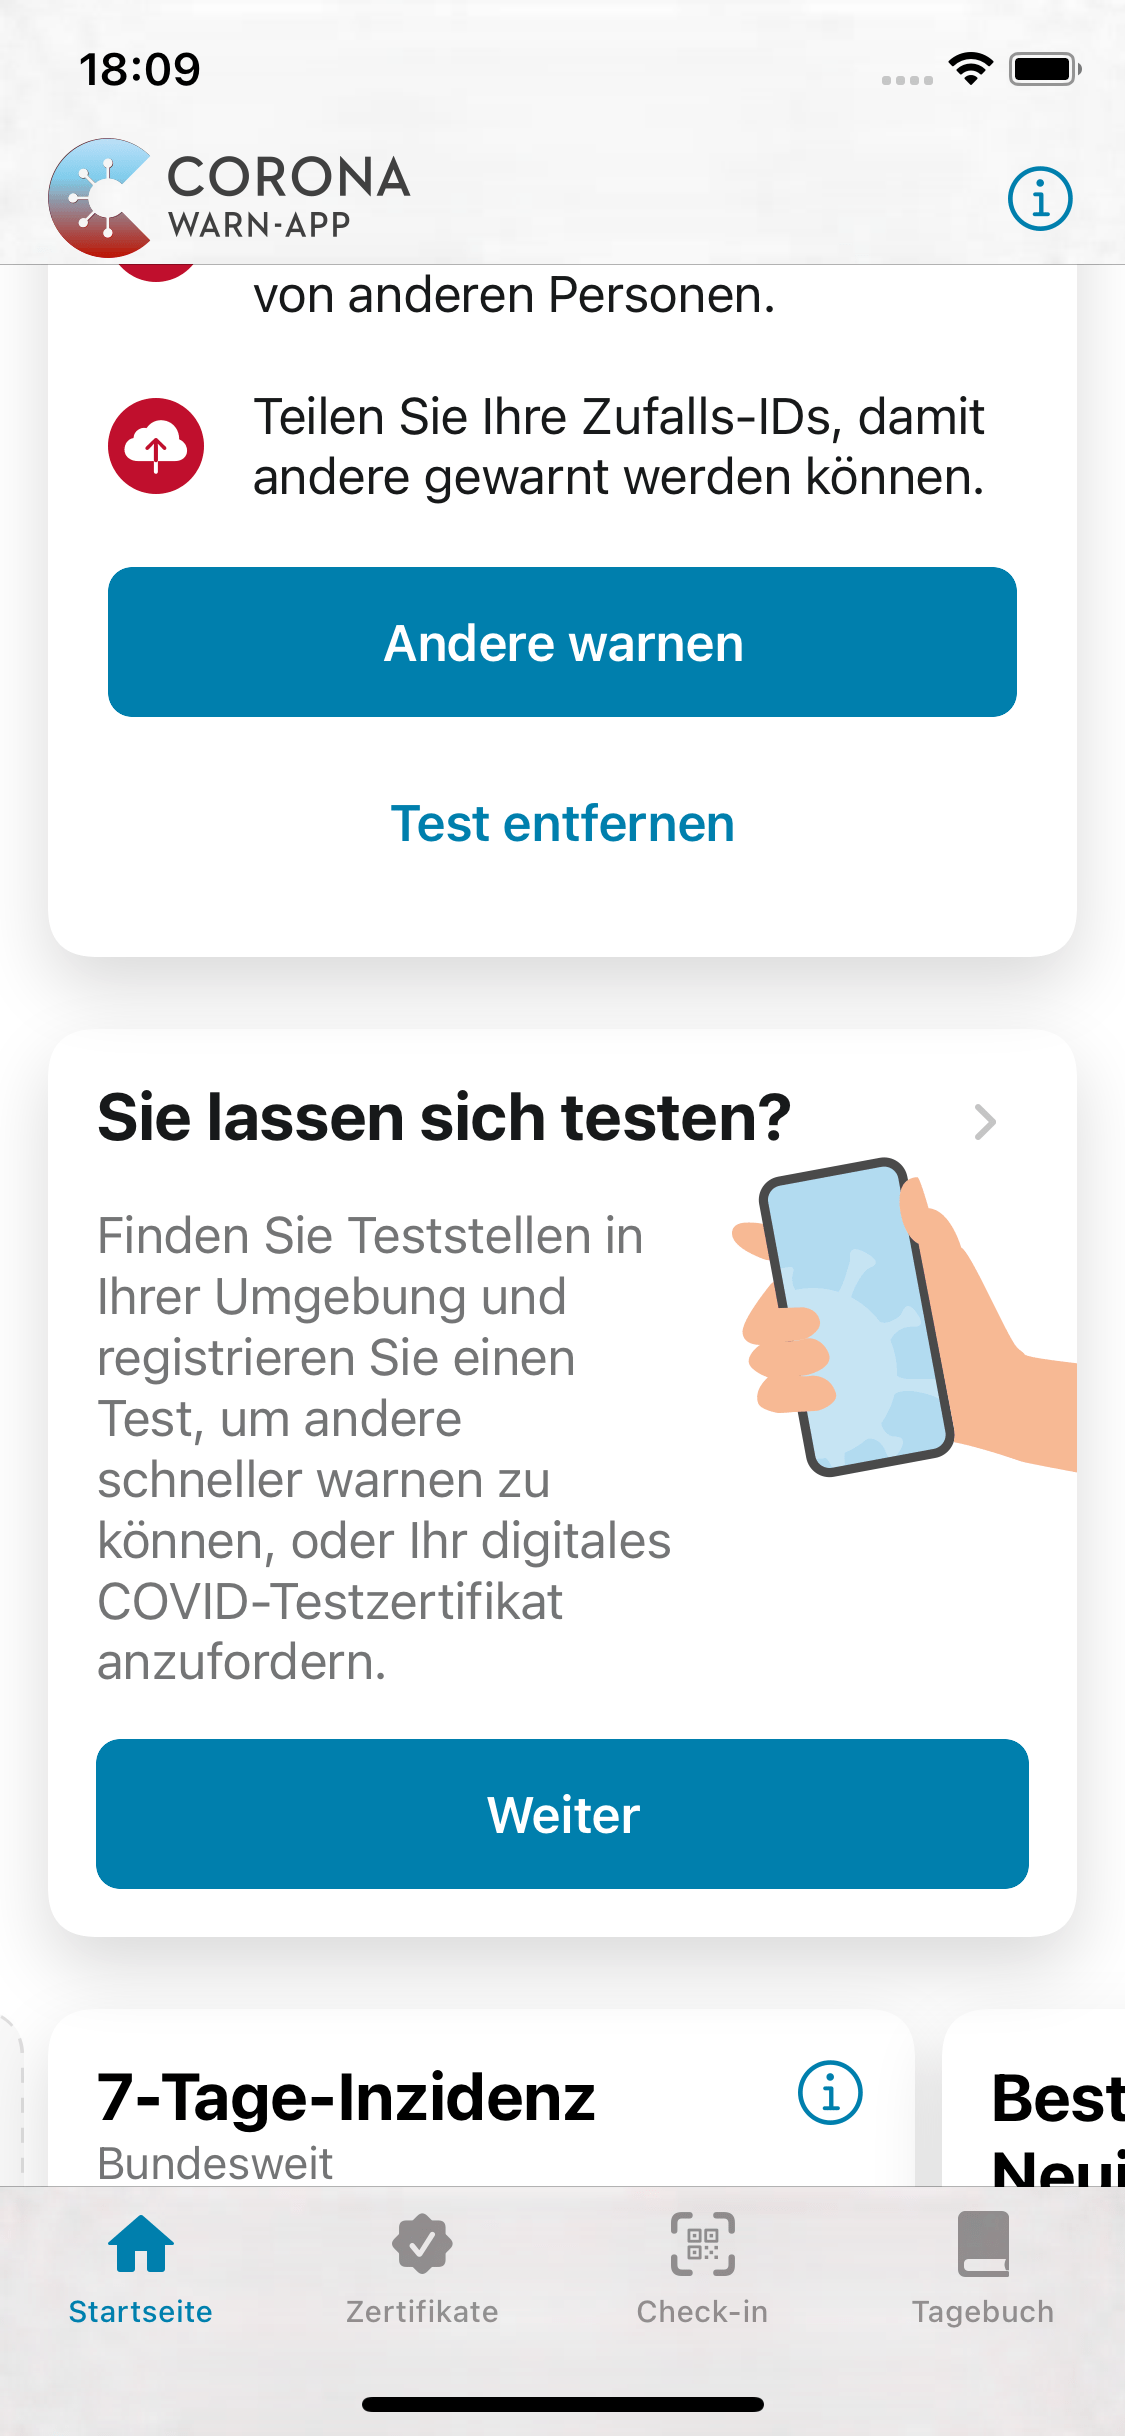 18:09
CORONA
WARN-APP
von anderen Personen.
Teilen Sie Ihre Zufalls-IDs, damit
andere gewarnt werden können.
Andere warnen
Test entfernen
Sie lassen sich testen?
Finden Sie Teststellen in
Ihrer Umgebung und
registrieren Sie einen
Test, um andere
schneller warnen zu
können, oder Ihr digitales
COVID-Testzertifikat
anzufordern.
Weiter
7-Tage-Inzidenz
Bundesweit
Best
Neui
Startseite
Zertifikate
Check-in
Tagebuch